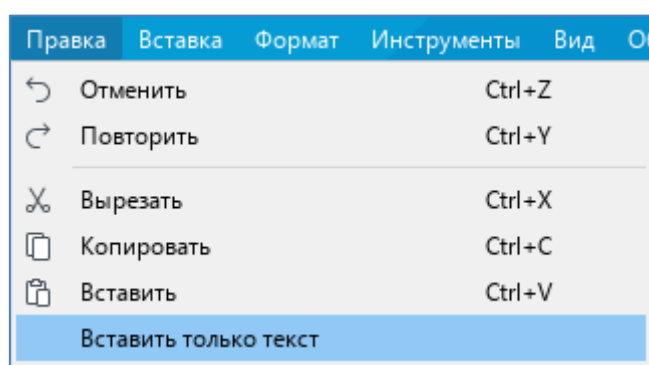 Правка Вставка Формат Инструменты Вид
Отменить Ctrl+Z
Повторить Ctrl+Y
Вырезать Ctrl+X
Копировать Ctrl+C
Вставить Ctrl+V
Вставить только текст